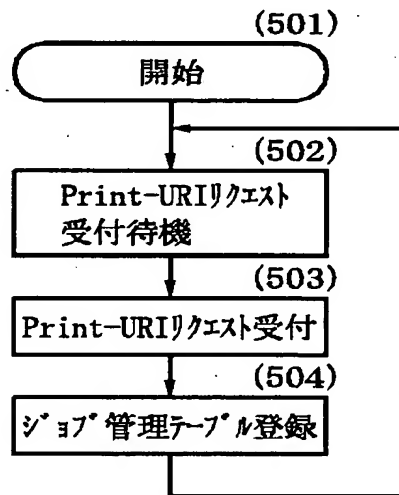 (501)
開始
(502)
Print-URIﾘｸｴｽﾄ
受付待機
(503)
Print-URIﾘｸｴｽﾄ受付
(504)
ｼﾞｮﾌﾞ管理ﾃｰﾌﾞﾙ登録